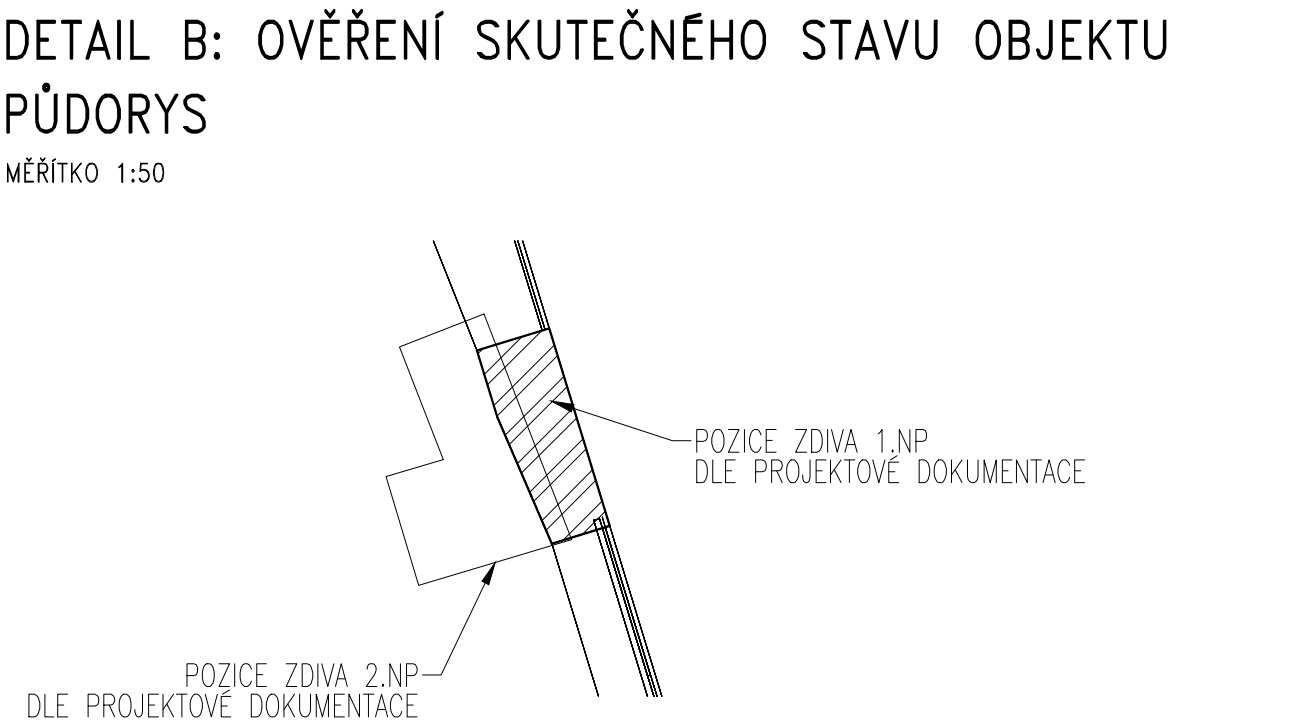 DETAIL B: OVĚŘENÍ SKUTEČNÉHO STAVU OBJEKTU
PŮDORYS
MĚŘÍTKO 1:50
POZICE ZDIVA 1.NP
DLE PROJEKTOVÉ DOKUMENTACE
POZICE ZDIVA 2.NP
DLE PROJEKTOVÉ DOKUMENTACE